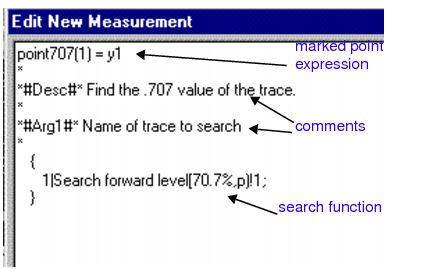 Edit New Measurement
point707(1) = y1
marked point
expression
*
*#Desc#* Find the .707 value of the trace.
*
*#Arg1#* Name of trace to search
comments
*
{
1|Search forward level[70.7%,p)!1;
}
search function